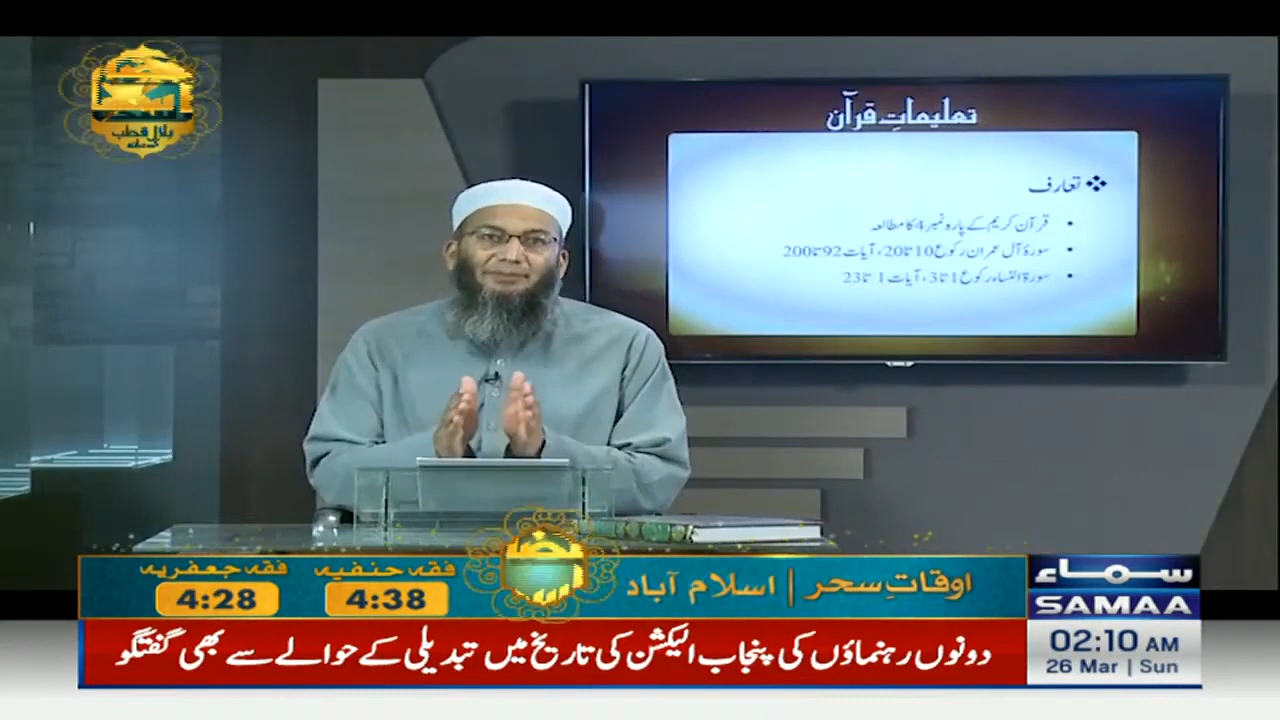 بلال قطب
تعلیماتِ قرآن
تعارف
قرآن کریم کے پارہ نمبر 4 کا مطالعہ
سورۃ آل عمران رکوع 10 تا 20، آیات 92 تا 200
سورۃ النساء رکوع 1 تا 3، آیات 1 تا 23
اوقاتِ سحر | اسلام آباد
فقہ حنفیہ
4:38
فقہ جعفریہ
4:28
سماء
SAMAA
02:10 AM
26 Mar | Sun
دونوں رہنماؤں کی پنجاب الیکشن کی تاریخ میں تبدیلی کے حوالے سے بھی گفتگو